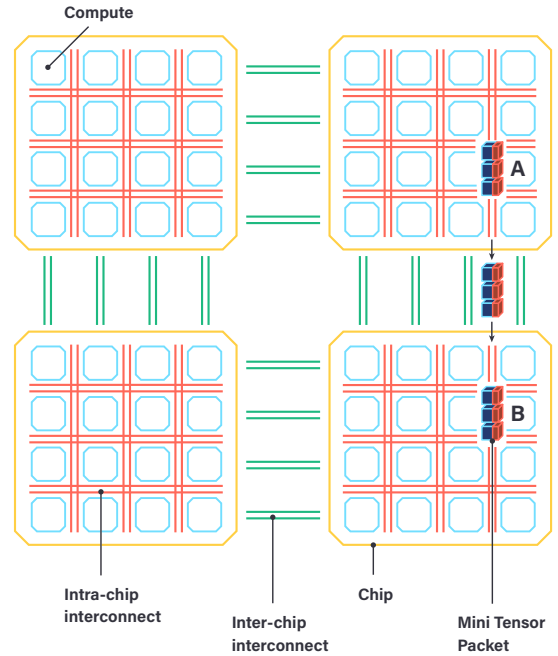 Compute
A
B
Intra-chip
interconnect
Inter-chip
interconnect
Chip
Mini Tensor
Packet